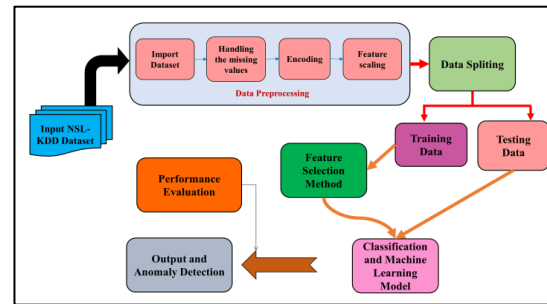 Import
Dataset
Handling
the missing
values
Encoding
Feature
scaling
Data Preprocessing
Data Spliting
Input NSL-
KDD Dataset
Training
Data
Testing
Data
Feature
Selection
Method
Performance
Evaluation
Output and
Anomaly Detection
Classification
and Machine
Learning
Model